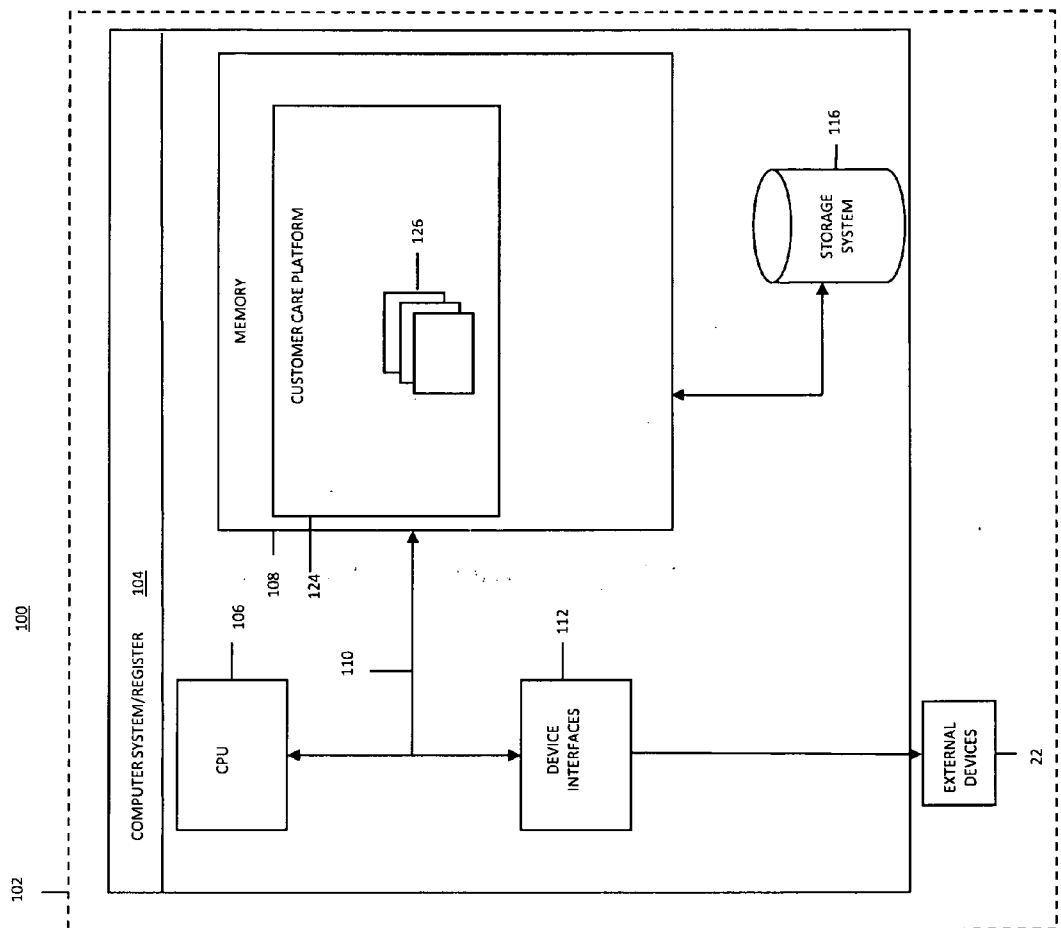 100
102
COMPUTER SYSTEM/REGISTER 104
CPU
106
110
108
124
MEMORY
CUSTOMER CARE PLATFORM
126
DEVICE
INTERFACES
112
STORAGE
SYSTEM
116
EXTERNAL
DEVICES
22